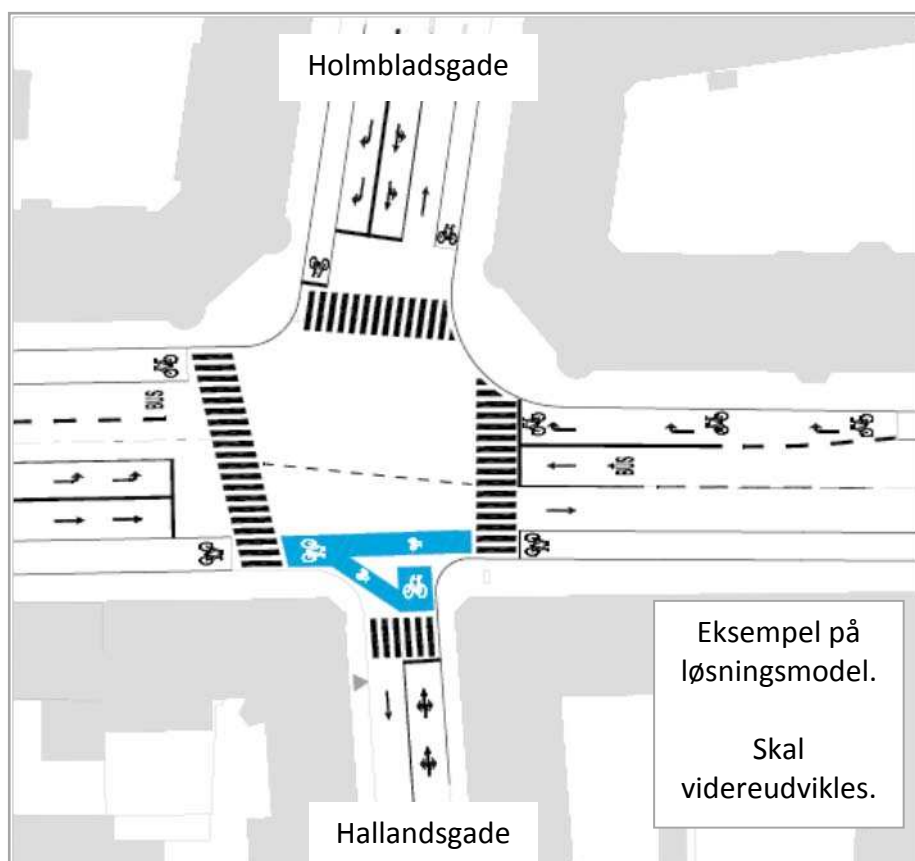 Holmbladsgade
BUS
BUS
Eksempel på
løsningsmodel.
Skal
videreudvikles.
Hallandsgade